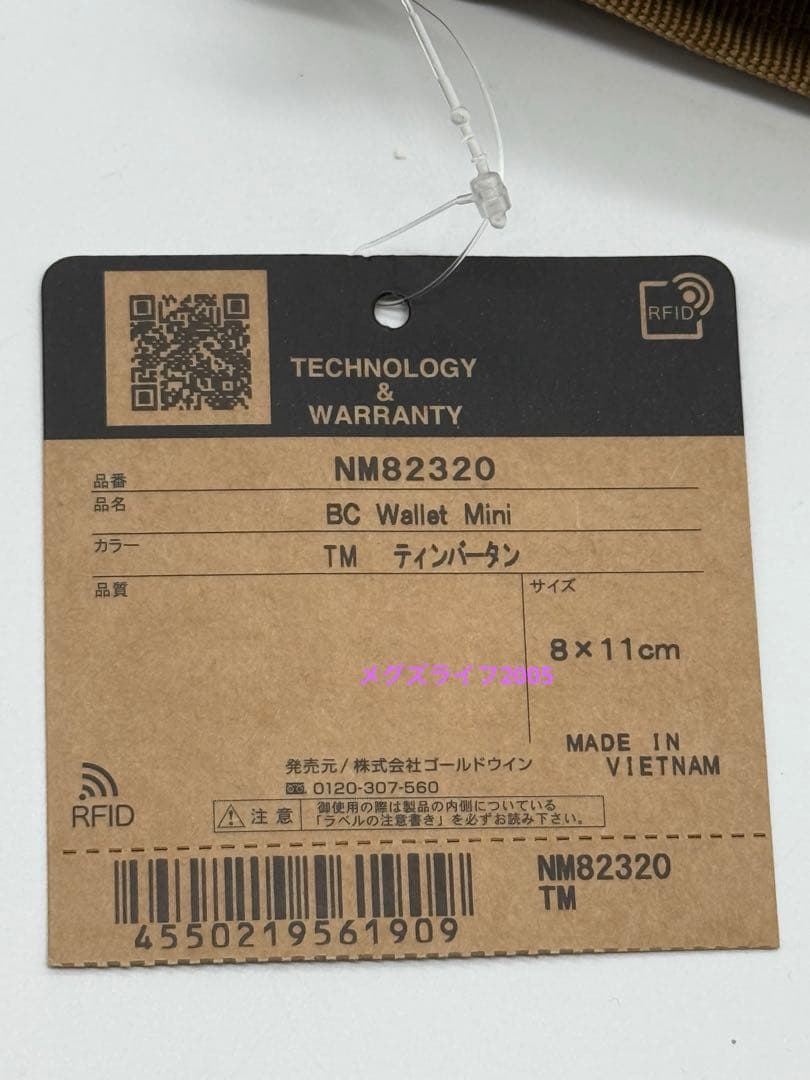 RFID
TECHNOLOGY
&
WARRANTY
品番 NM82320
品名 BC Wallet Mini
カラー TM ティンバータン
品質
サイズ
8×11cm
メグズライフ2005
MADE IN
VIETNAM
発売元/株式会社ゴールドウイン
0120-307-560
RFID
注意
御使用の際は製品の内側についている
「ラベルの注意書き」を必ずお読み下さい。
NM82320
TM
4550219561909